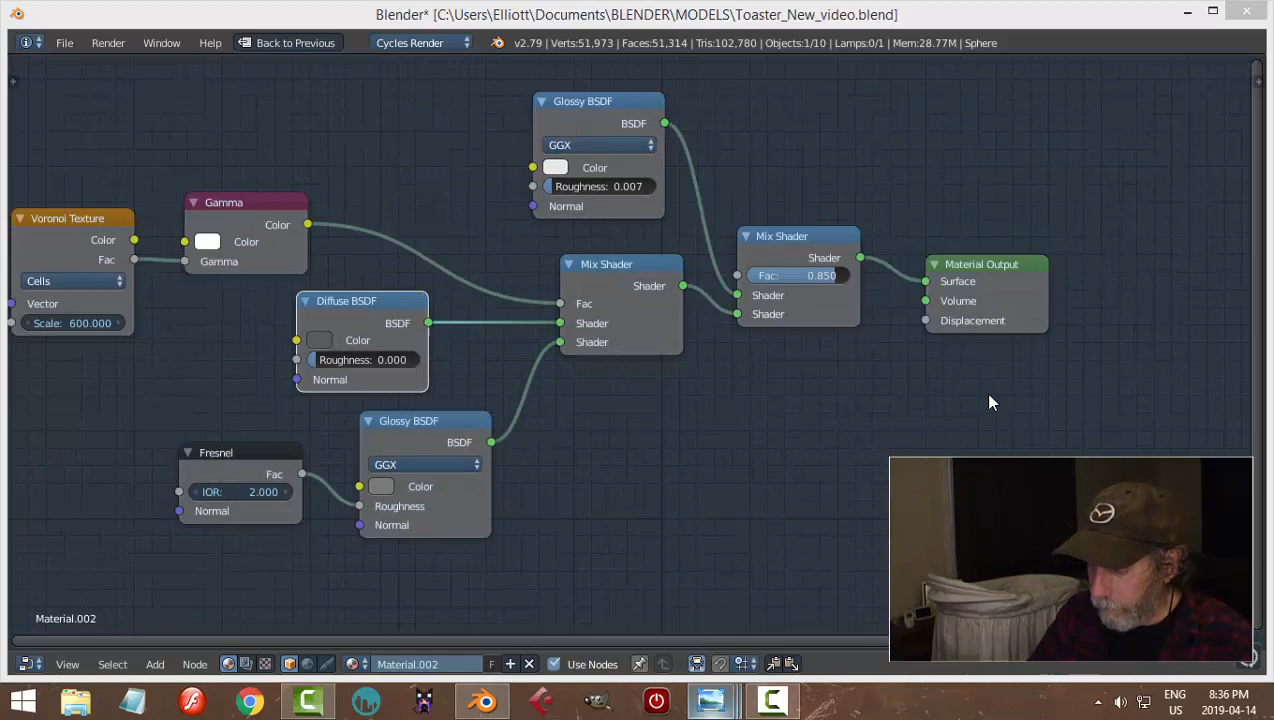 Blender* [C:\Users\Elliott\Documents\BLENDER\MODELS\Toaster_New_video.blend]
File Render Window Help Back to Previous Cycles Render v2.79 | Verts:51,973 | Faces:51,314 | Tris:102,780 | Objects:1/10 | Lamps:0/1 | Mem:28.77M | Sphere
Glossy BSDF
BSDF
GGX
Color
Roughness: 0.007
Normal
Gamma
Color
Color
Gamma
Voronoi Texture
Color
Fac
Cells
Vector
Scale: 600.000
Mix Shader
Shader
Fac: 0.850
Shader
Shader
Material Output
Surface
Volume
Displacement
Mix Shader
Shader
Fac
Shader
Shader
Diffuse BSDF
BSDF
Color
Roughness: 0.000
Normal
Glossy BSDF
BSDF
GGX
Color
Roughness
Normal
Fresnel
Fac
IOR: 2.000
Normal
Material.002
View Select Add Node Material.002 F Use Nodes
ENG 8:36 PM
US 2019-04-14